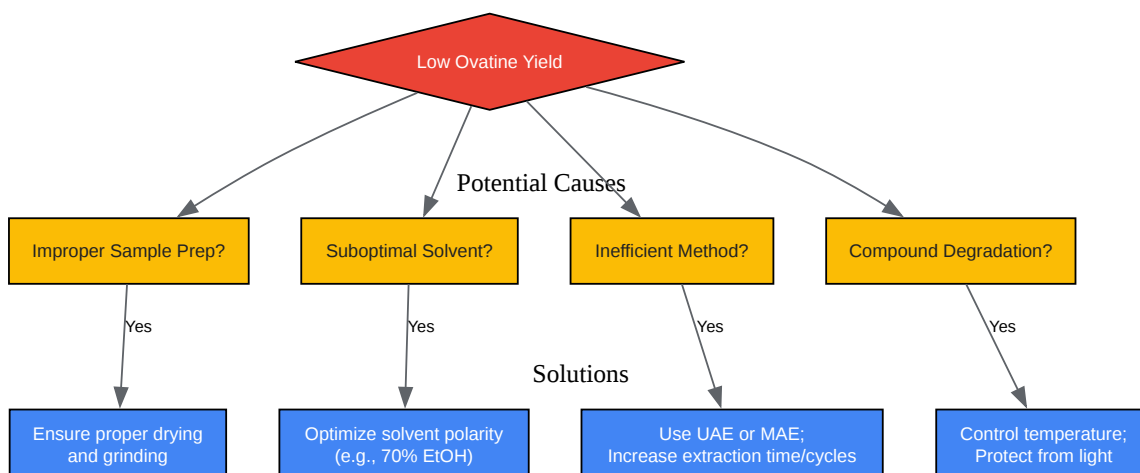 Low Ovatine Yield
Potential Causes
Improper Sample Prep?
Suboptimal Solvent?
Inefficient Method?
Compound Degradation?
Yes
Yes
Yes
Yes
Solutions
Ensure proper drying
and grinding
Optimize solvent polarity
(e.g., 70% EtOH)
Use UAE or MAE;
Increase extraction time/cycles
Control temperature;
Protect from light